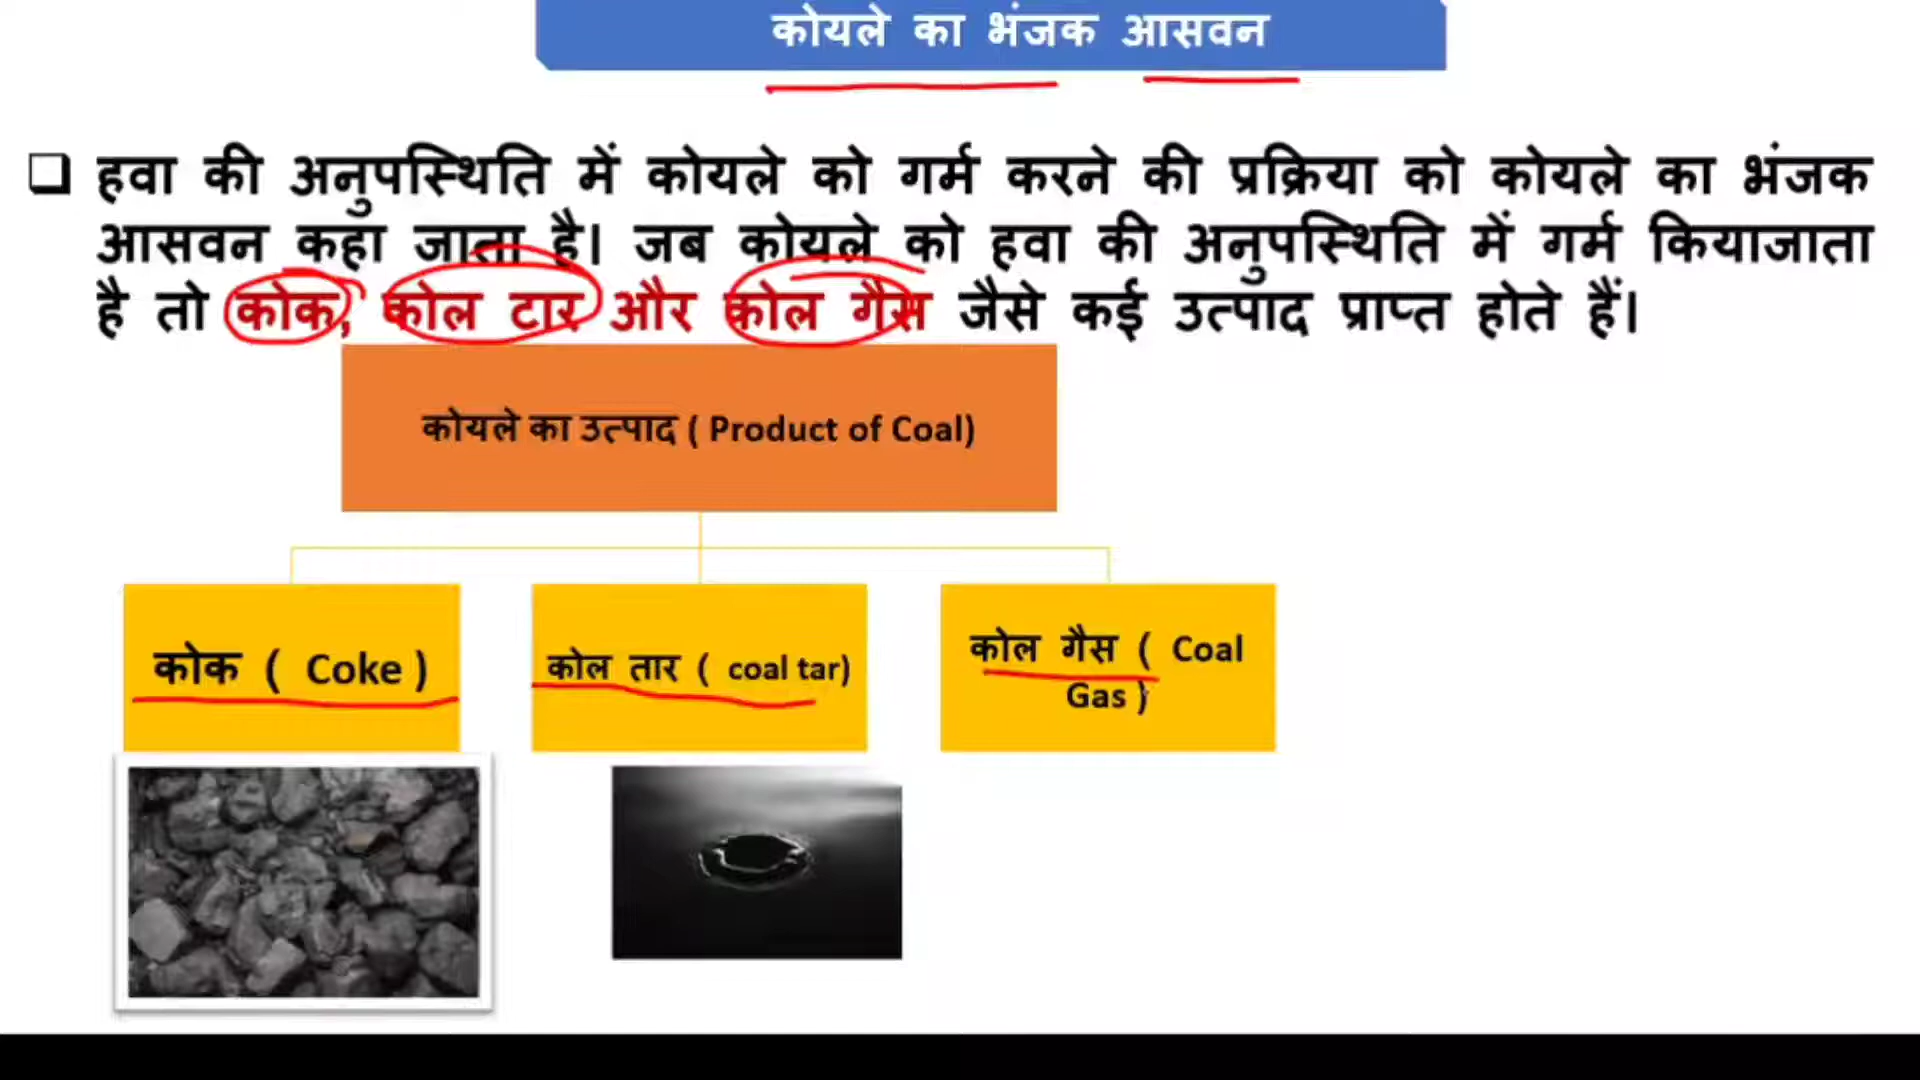 कोयले का भंजक आसवन
❑ हवा की अनुपस्थिति में कोयले को गर्म करने की प्रक्रिया को कोयले का भंजक
आसवन कहा जाता है। जब कोयले को हवा की अनुपस्थिति में गर्म कियाजाता
है तो कोक, कोल टार और कोल गैस जैसे कई उत्पाद प्राप्त होते हैं।
कोयले का उत्पाद ( Product of Coal)
कोक ( Coke )
कोल तार ( coal tar)
कोल गैस ( Coal
Gas )